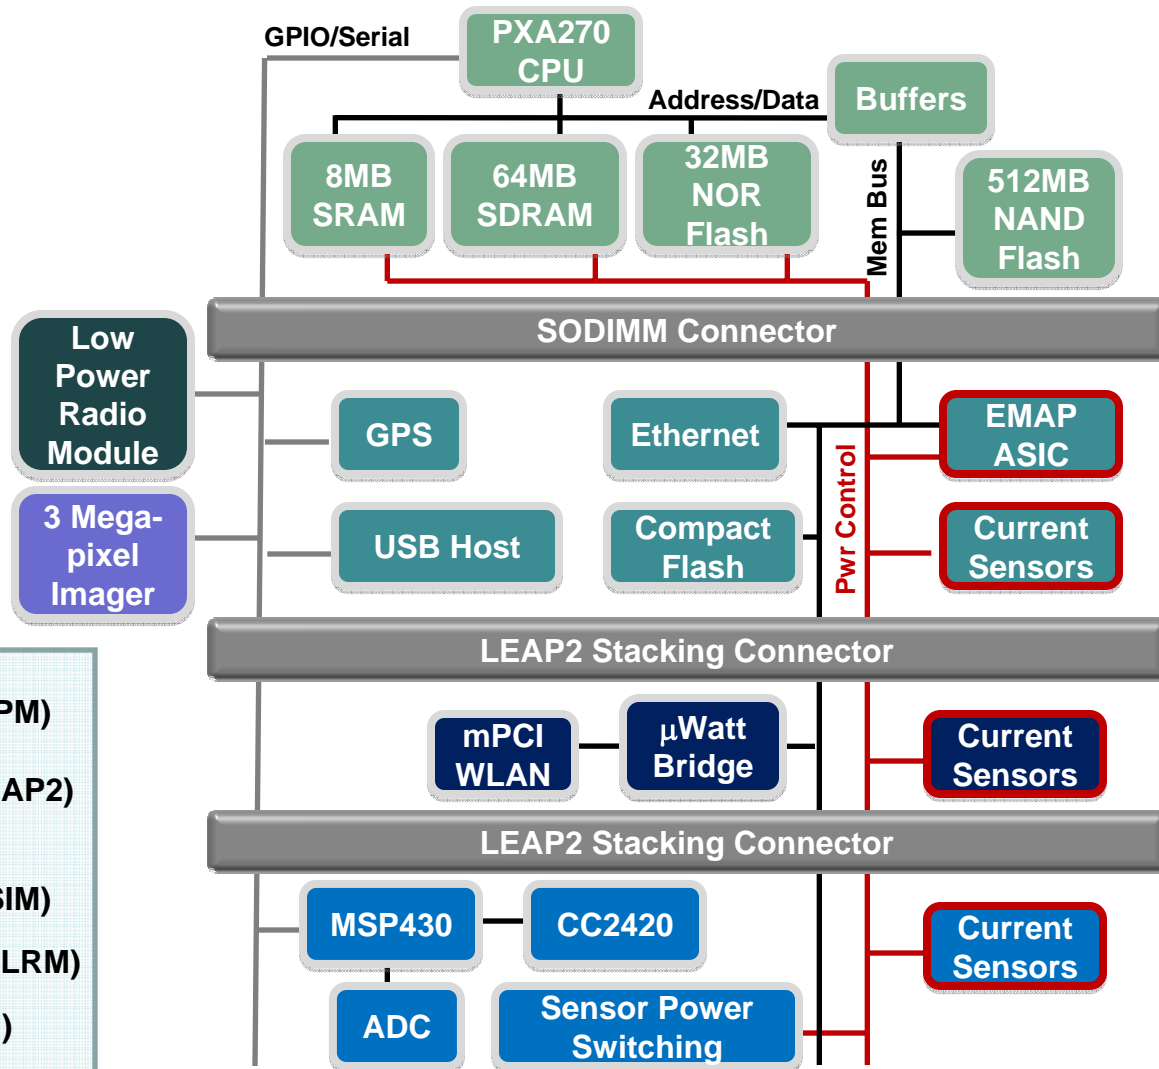 GPIO/Serial
PXA270
CPU
Address/Data
Buffers
8MB
SRAM
64MB
SDRAM
32MB
NOR
Flash
Mem Bus
512MB
NAND
Flash
SODIMM Connector
Low
Power
Radio
Module
GPS
Ethernet
EMAP
ASIC
3 Mega-
pixel
Imager
USB Host
Compact
Flash
Pwr Control
Current
Sensors
LEAP2 Stacking Connector
PM)
AP2)
SIM)
LRM)
)
mPCI
WLAN
μWatt
Bridge
Current
Sensors
LEAP2 Stacking Connector
MSP430
CC2420
Current
Sensors
ADC
Sensor Power
Switching